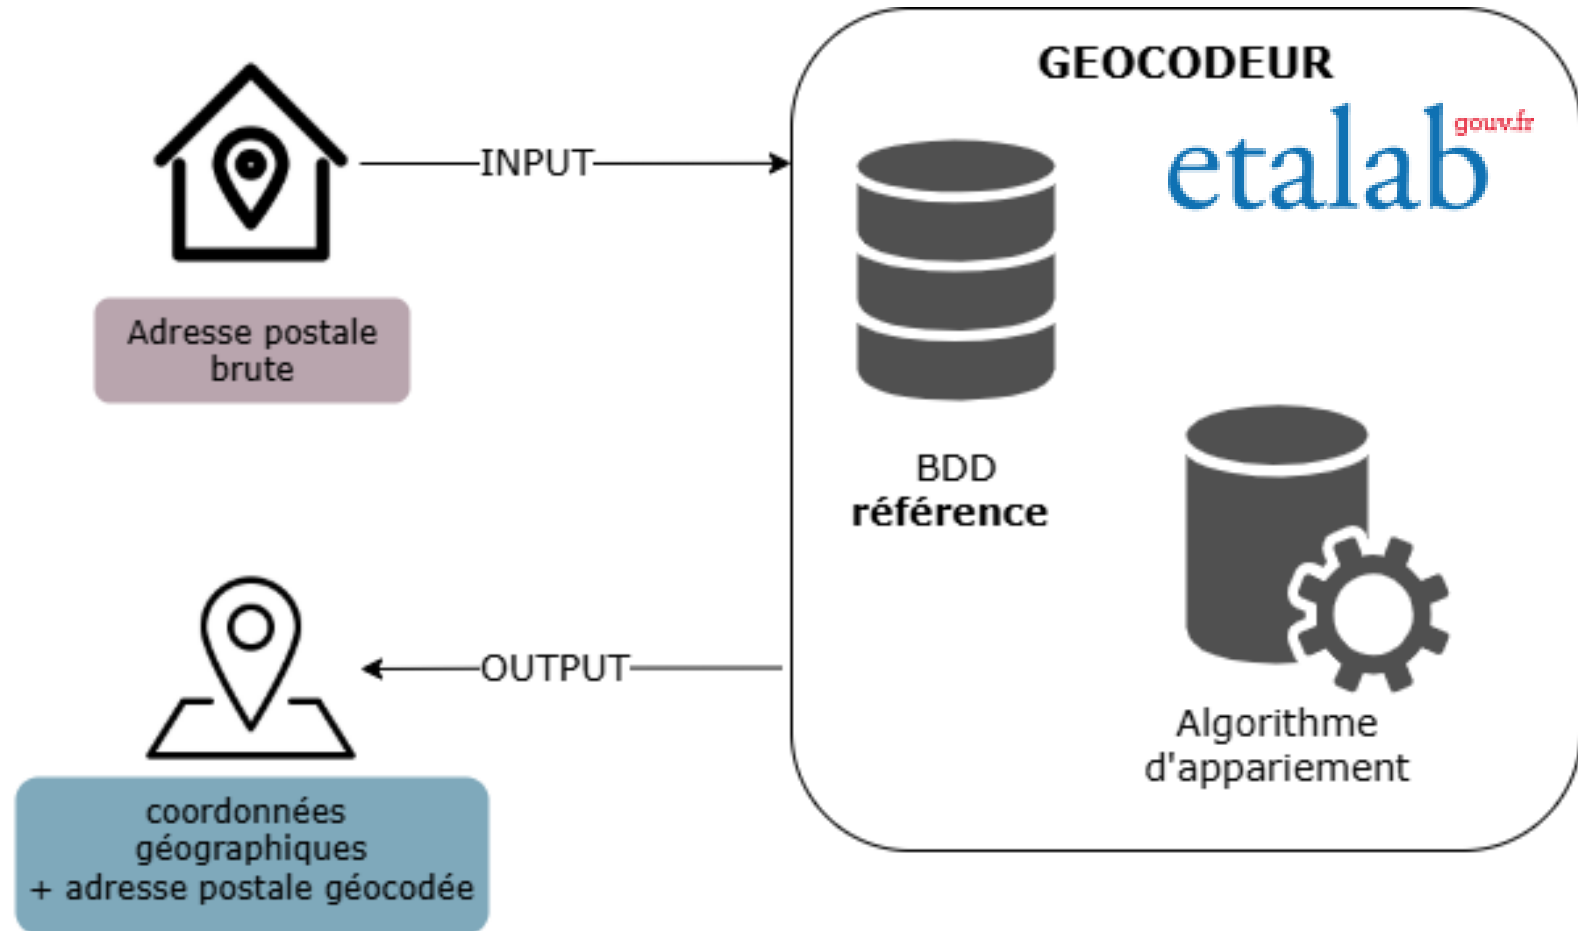 GEOCODEUR
etalab
gouv.fr
INPUT
Adresse postale
brute
BDD
référence
OUTPUT
Algorithme
d'appariement
coordonnées
géographiques
+ adresse postale géocodée